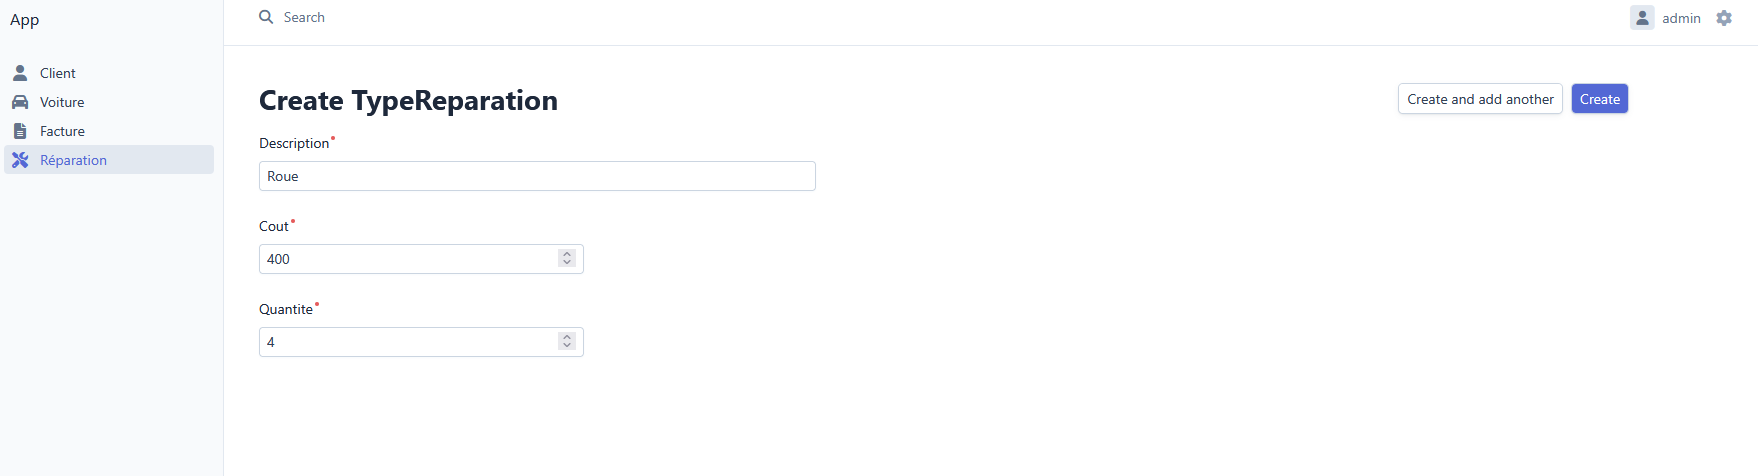 App
Search
admin
Client
Voiture
Facture
Réparation
Create TypeReparation
Create and add another
Create
Description
Roue
Cout
400
Quantite
4